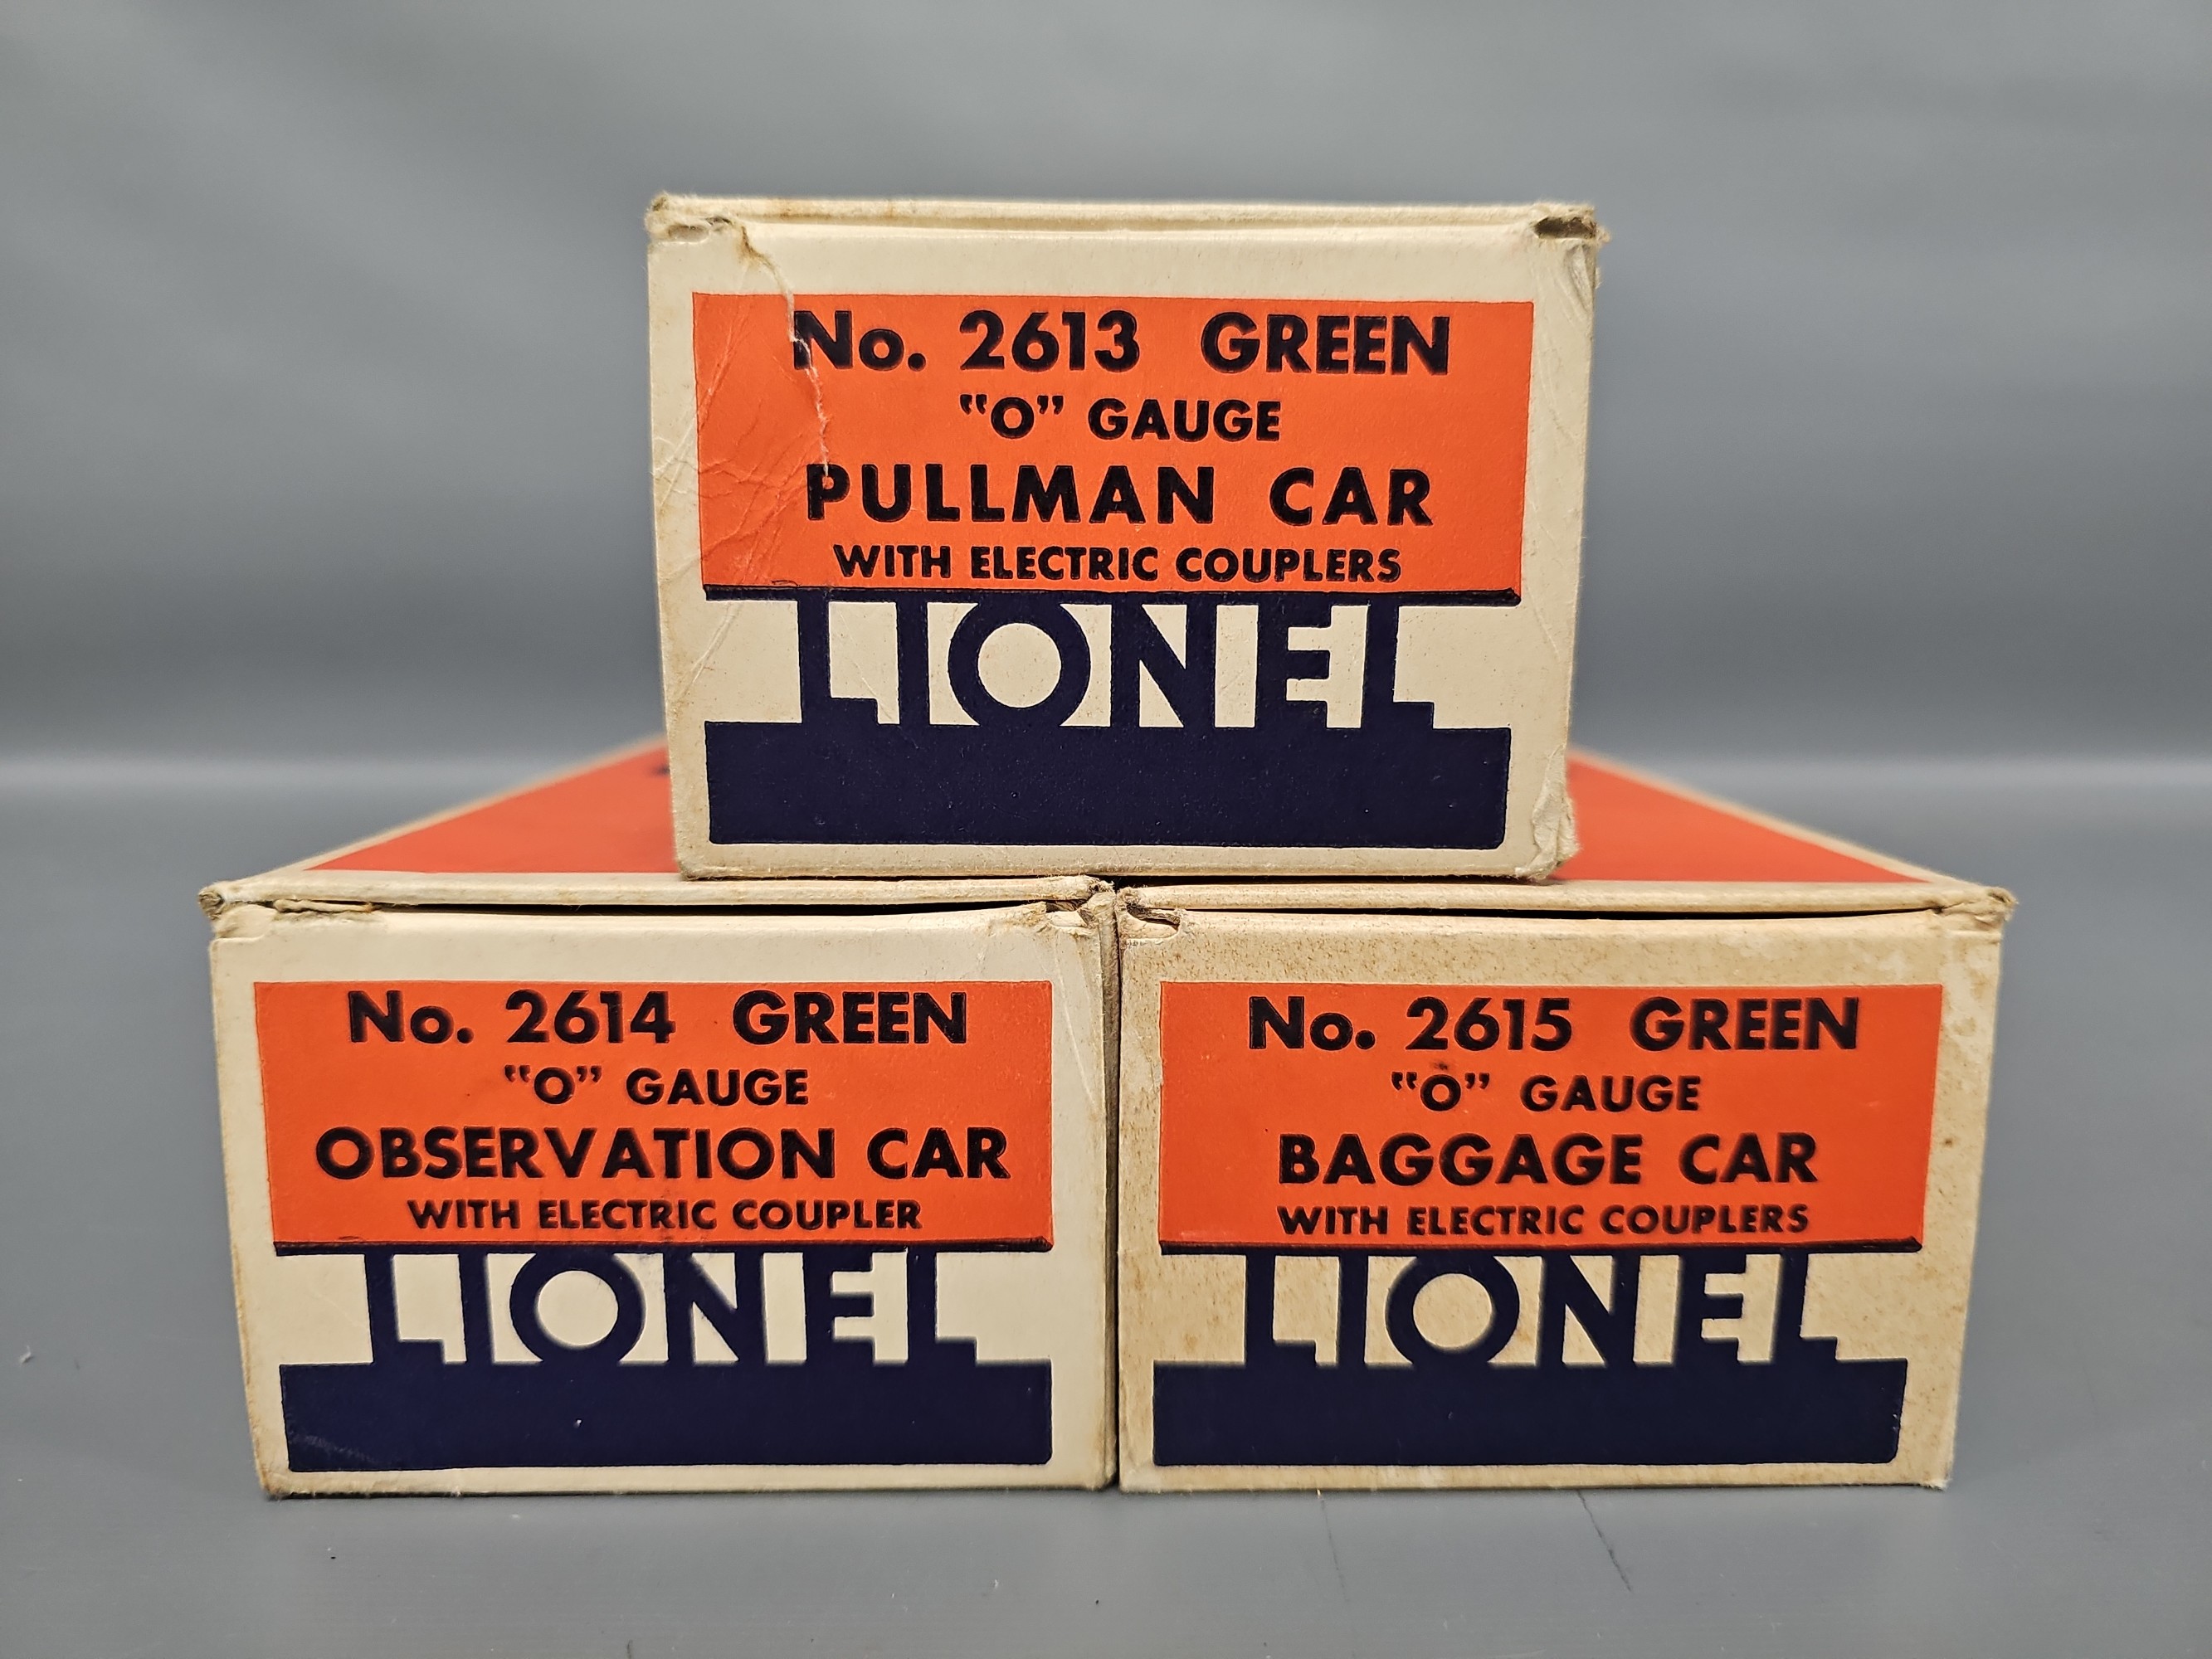 No. 2613 GREEN
"O" GAUGE
PULLMAN CAR
WITH ELECTRIC COUPLERS
LIONEL
No. 2614 GREEN
"O" GAUGE
OBSERVATION CAR
WITH ELECTRIC COUPLER
LIONEL
No. 2615 GREEN
"O" GAUGE
BAGGAGE CAR
WITH ELECTRIC COUPLERS
LIONEL